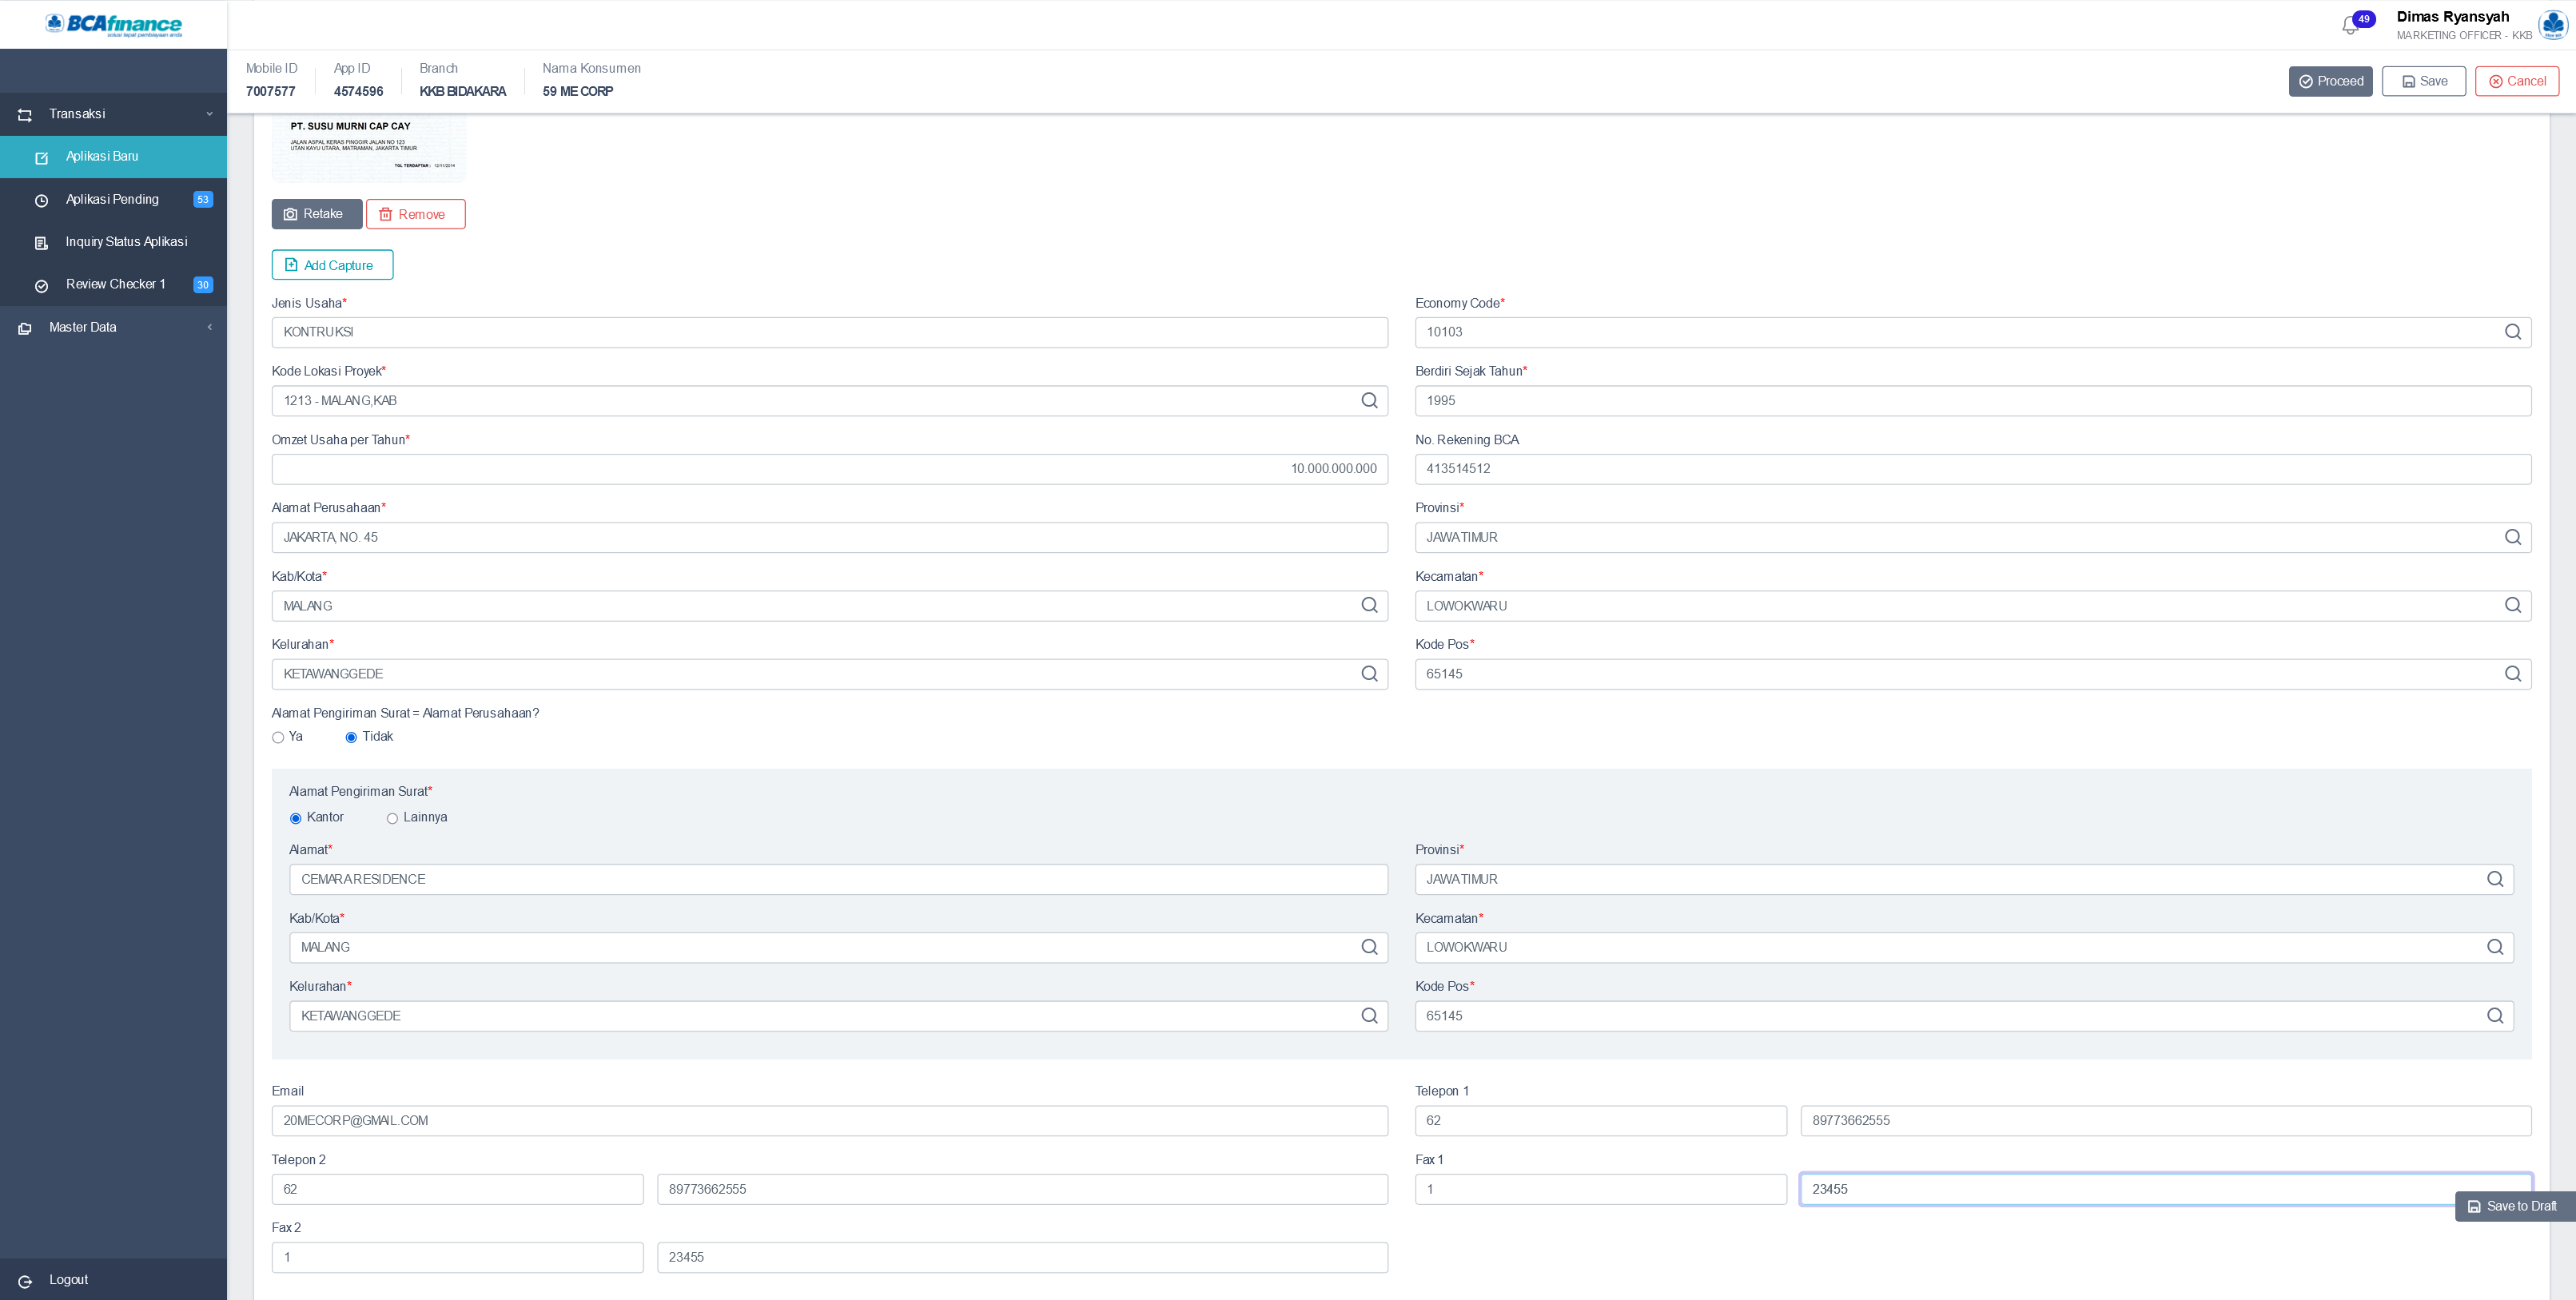 BCAfinance
solusi tepat pembiayaan anda
49
Dimas Ryansyah
MARKETING OFFICER - KKB
Mobile ID
7007577
App ID
4574596
Branch
KKB BIDAKARA
Nama Konsumen
59 ME CORP
Proceed
Save
Cancel
Transaksi
Aplikasi Baru
Aplikasi Pending 53
Inquiry Status Aplikasi
Review Checker 1 30
Master Data
Logout
PT. SUSU MURNI CAP CAY
JALAN ASPAL KERAS PINGGIR JALAN NO 123
UTAN KAYU UTARA, MATRAMAN, JAKARTA TIMUR
TGL TERDAFTAR : 12/11/2014
Retake
Remove
Add Capture
Jenis Usaha*
KONTRUKSI
Economy Code*
10103
Kode Lokasi Proyek*
1213 - MALANG,KAB
Berdiri Sejak Tahun*
1995
Omzet Usaha per Tahun*
10.000.000.000
No. Rekening BCA
413514512
Alamat Perusahaan*
JAKARTA, NO. 45
Provinsi*
JAWA TIMUR
Kab/Kota*
MALANG
Kecamatan*
LOWOKWARU
Kelurahan*
KETAWANGGEDE
Kode Pos*
65145
Alamat Pengiriman Surat = Alamat Perusahaan?
Ya Tidak
Alamat Pengiriman Surat*
Kantor Lainnya
Alamat*
CEMARA RESIDENCE
Provinsi*
JAWA TIMUR
Kab/Kota*
MALANG
Kecamatan*
LOWOKWARU
Kelurahan*
KETAWANGGEDE
Kode Pos*
65145
Email
20MECORP@GMAIL.COM
Telepon 1
62 89773662555
Telepon 2
62 89773662555
Fax 1
1 23455
Save to Draft
Fax 2
1 23455